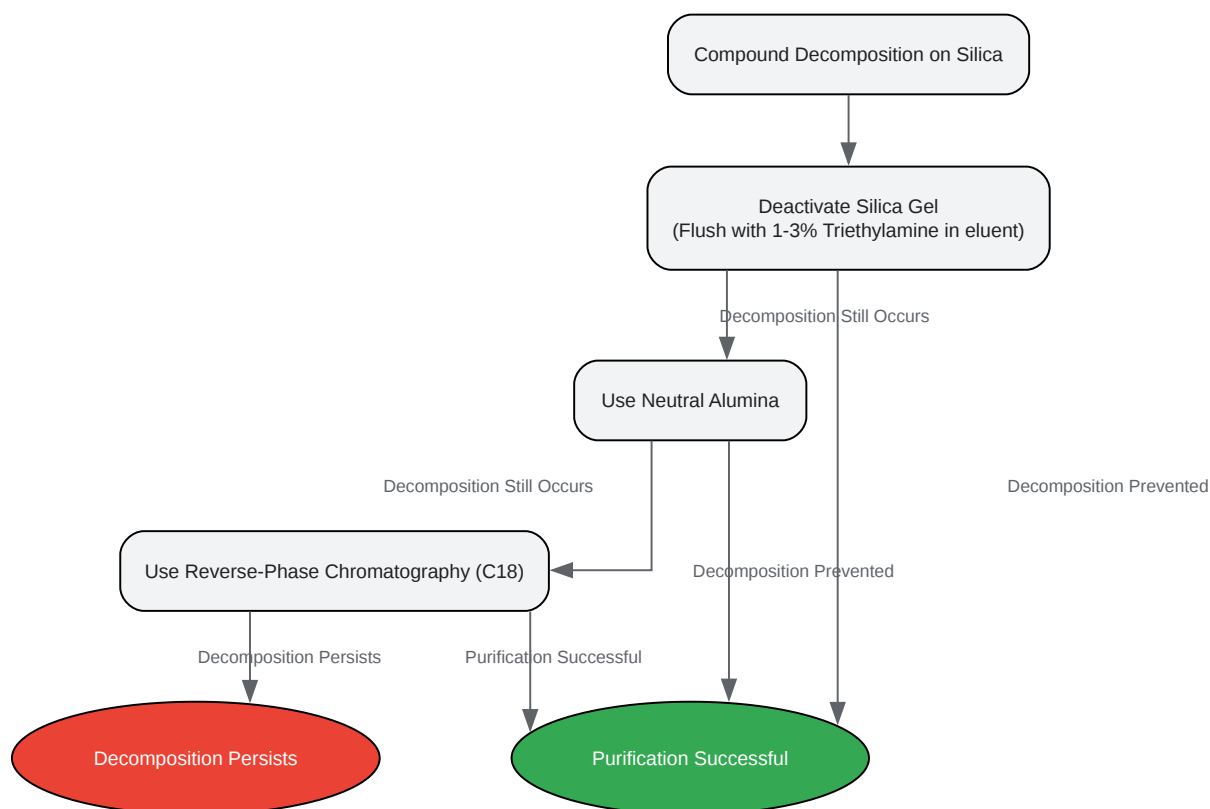 Compound Decomposition on Silica
Deactivate Silica Gel
(Flush with 1-3% Triethylamine in eluent)
Decomposition Still Occurs
Use Neutral Alumina
Decomposition Still Occurs
Decomposition Prevented
Use Reverse-Phase Chromatography (C18)
Decomposition Prevented
Decomposition Persists
Purification Successful
Decomposition Persists
Purification Successful